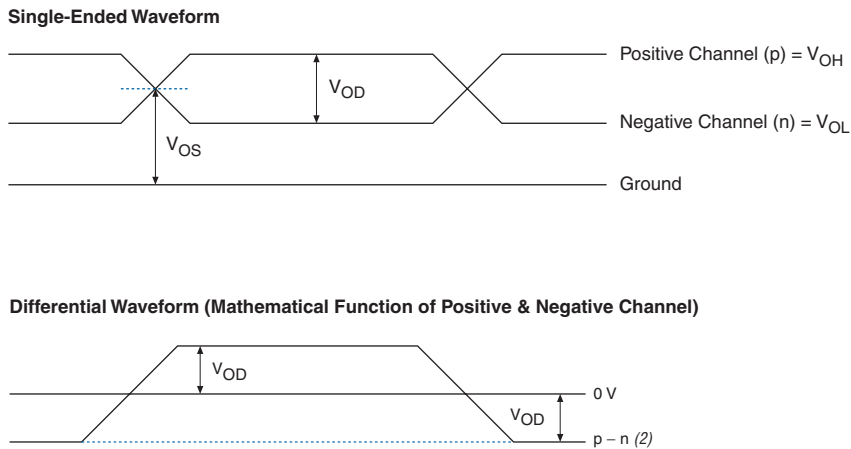 Single-Ended Waveform
Positive Channel (p) = VOH
VOD
Negative Channel (n) = VOL
VOS
Ground
Differential Waveform (Mathematical Function of Positive & Negative Channel)
VOD
0 V
VOD
p – n (2)